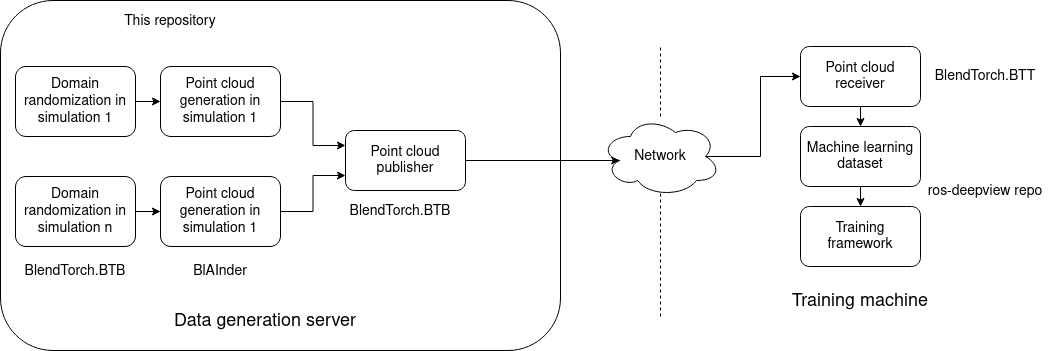 This repository
Domain
randomization in
simulation 1
Point cloud
generation in
simulation 1
Point cloud
publisher
BlendTorch.BTB
Domain
randomization in
simulation n
Point cloud
generation in
simulation 1
BlendTorch.BTB
BlAInder
Data generation server
Network
Point cloud
receiver
BlendTorch.BTT
Machine learning
dataset
ros-deepview repo
Training
framework
Training machine